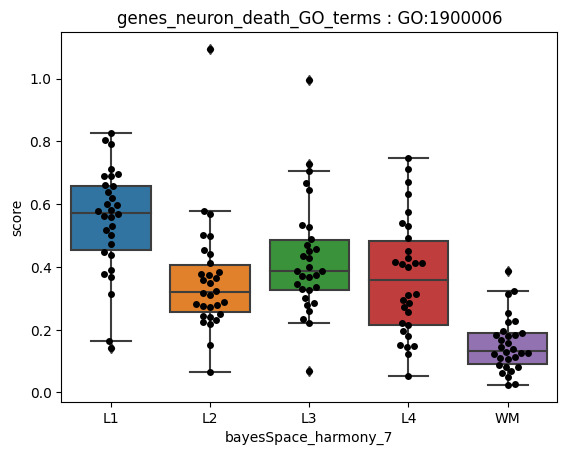 genes_neuron_death_GO_terms : GO:1900006
score
1.0
0.8
0.6
0.4
0.2
0.0
L1 L2 L3 L4 WM
bayesSpace_harmony_7